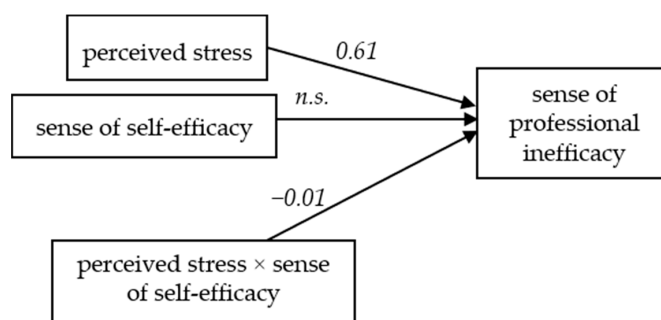 perceived stress
0.61
sense of self-efficacy
n.s.
sense of
professional
inefficacy
−0.01
perceived stress × sense
of self-efficacy